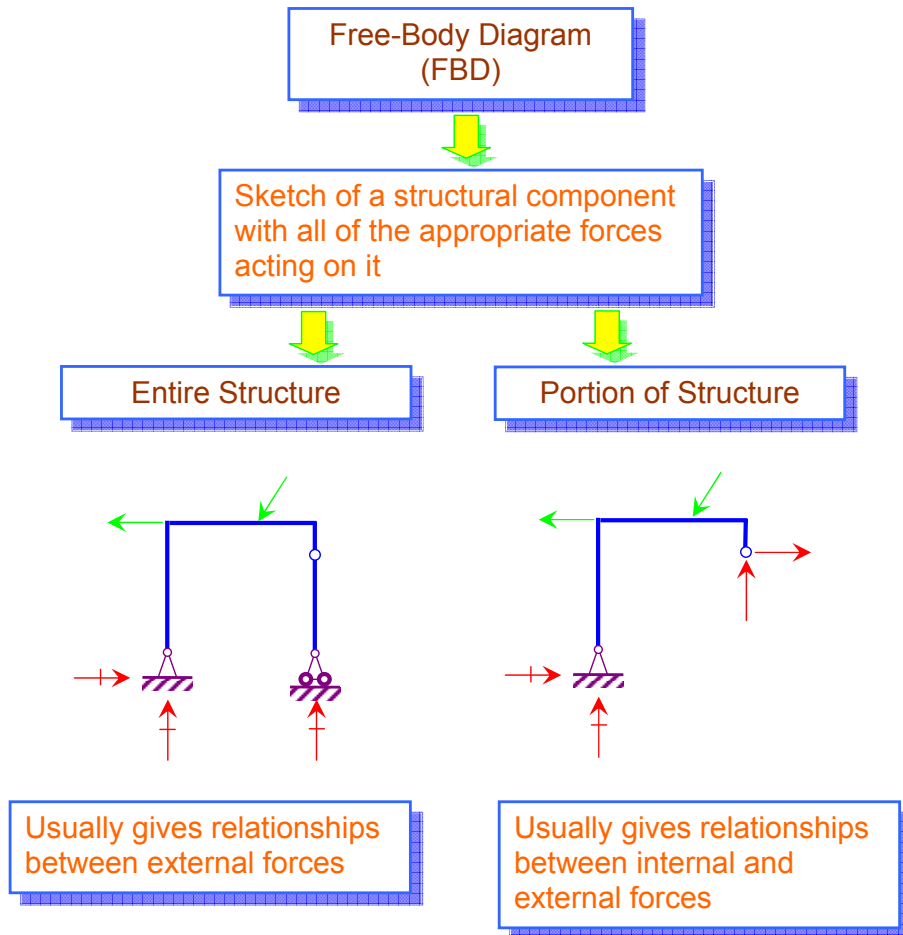 Free-Body Diagram
(FBD)
Sketch of a structural component
with all of the appropriate forces
acting on it
Entire Structure
Portion of Structure
Usually gives relationships
between external forces
Usually gives relationships
between internal and
external forces